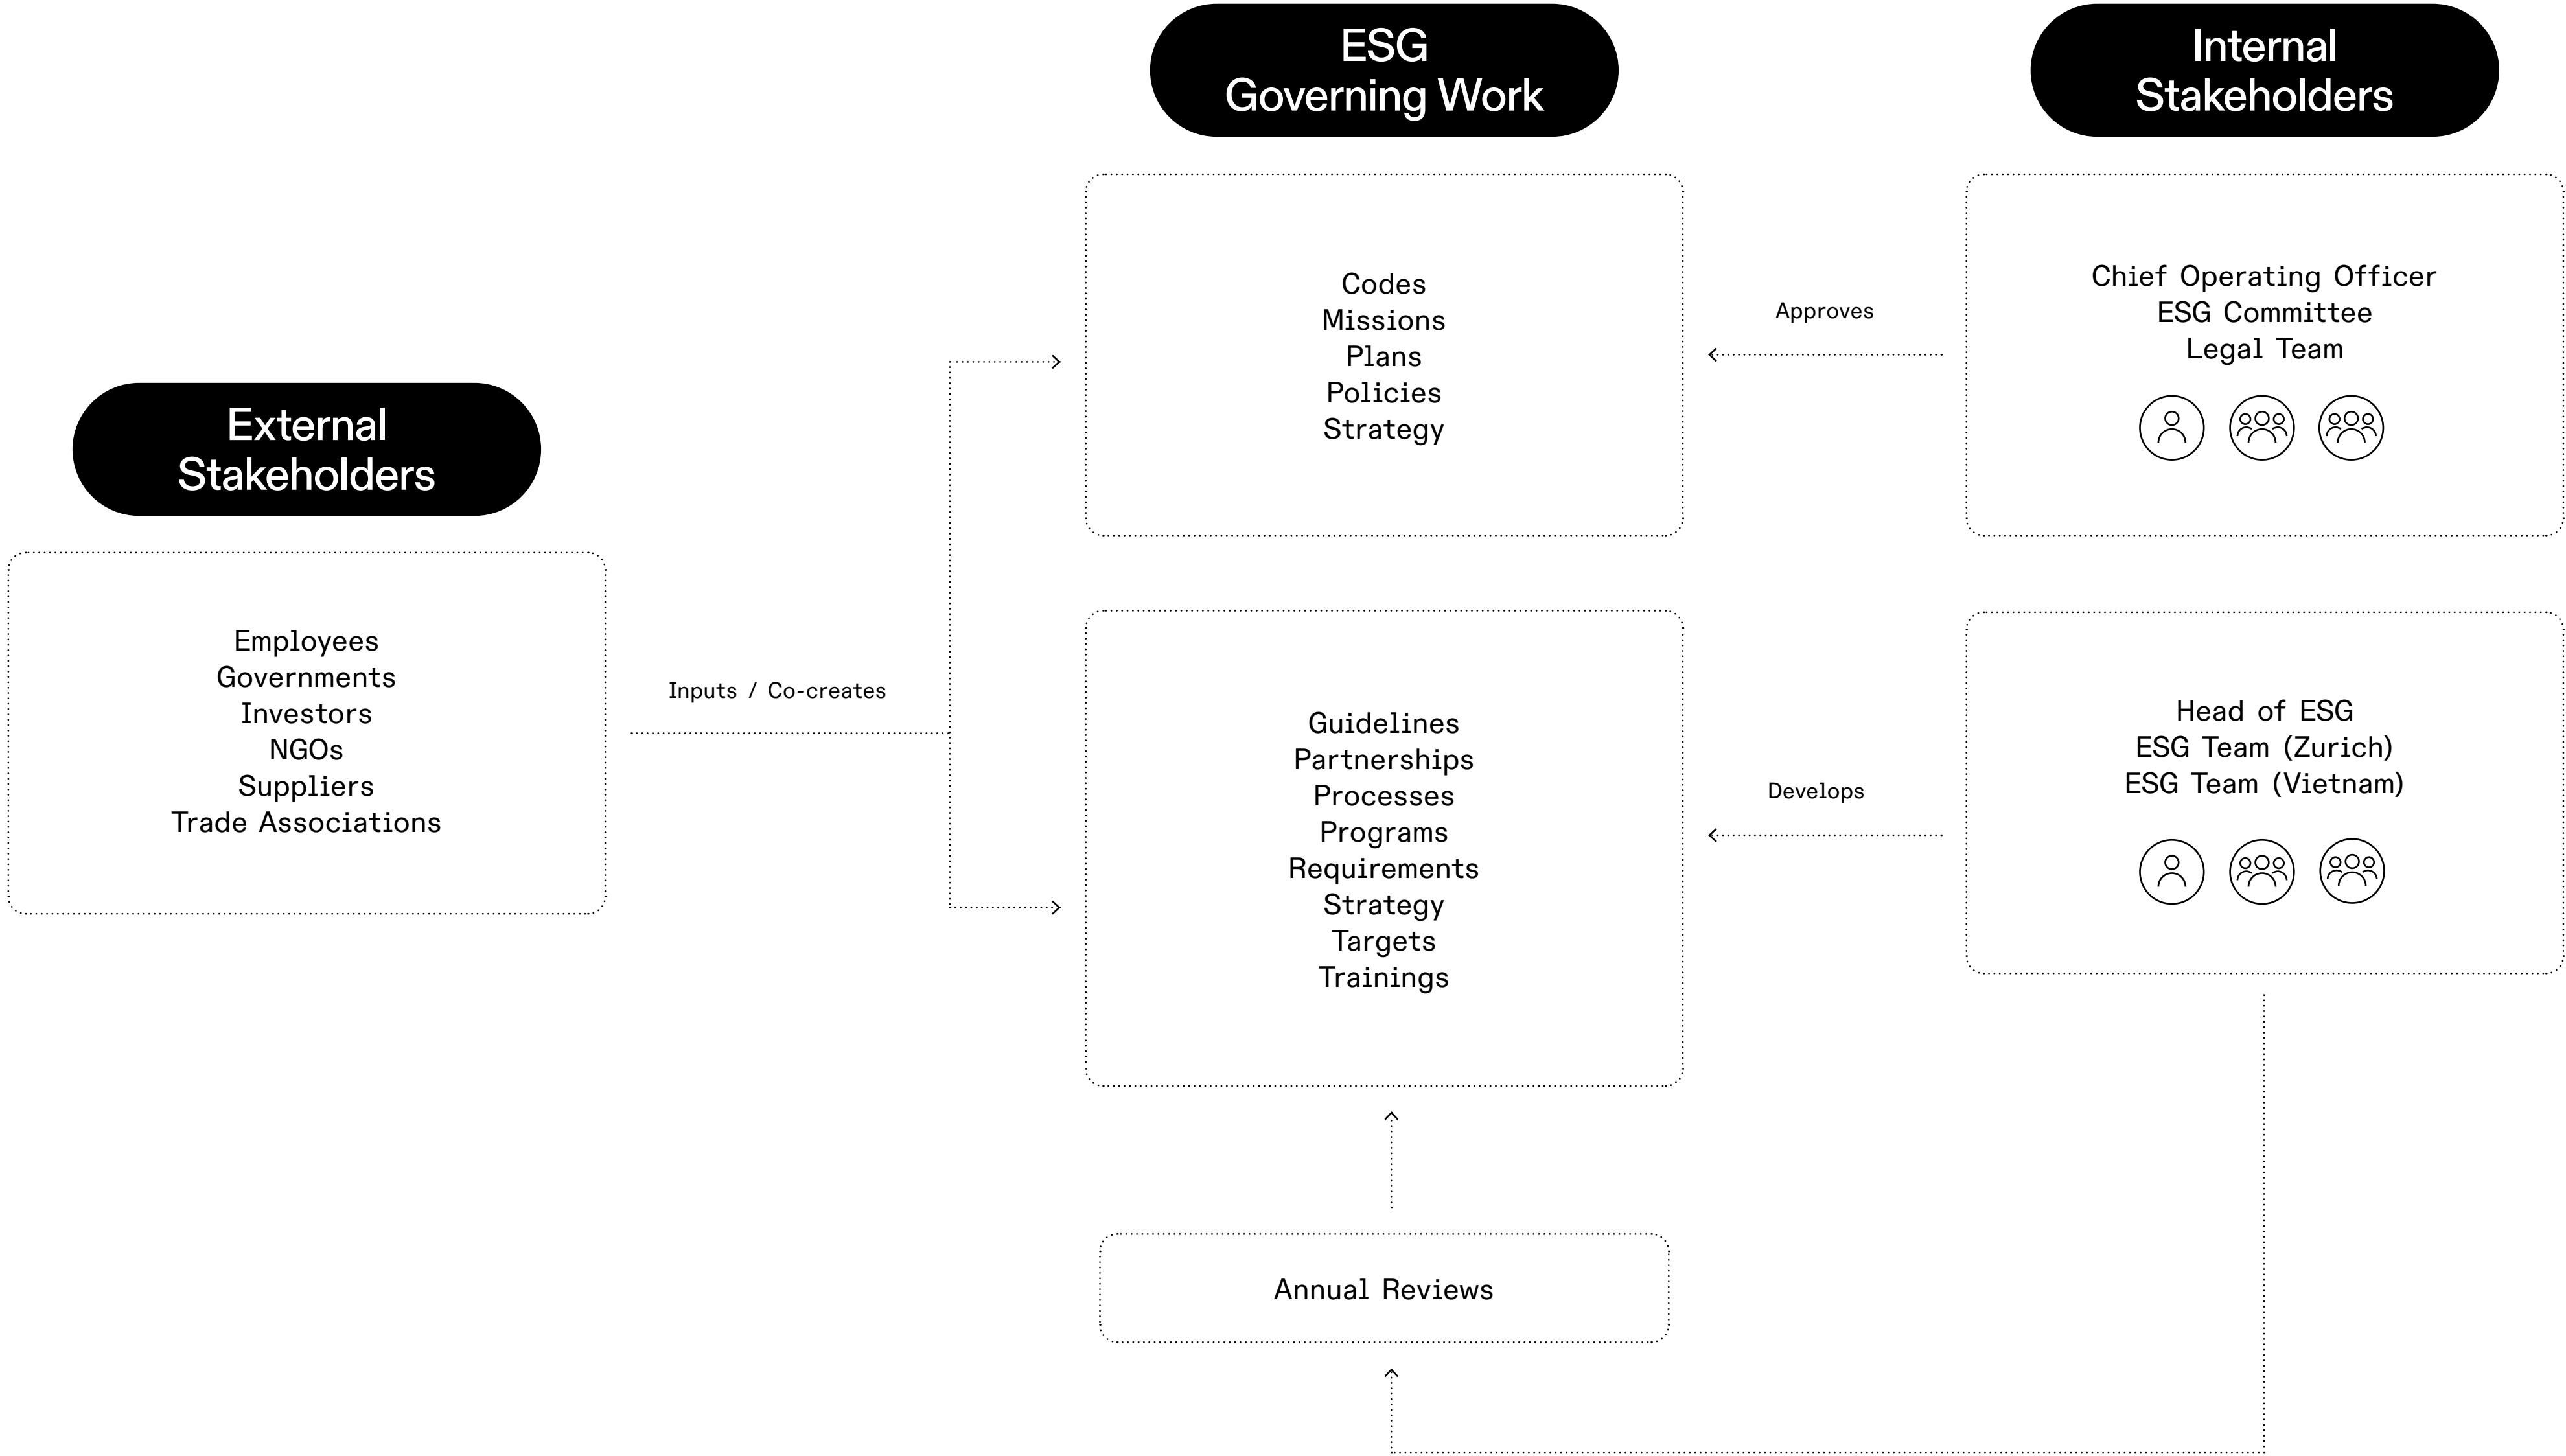 External
Stakeholders
Employees
Governments
Investors
NGOs
Suppliers
Trade Associations
Inputs / Co-creates
ESG
Governing Work
Codes
Missions
Plans
Policies
Strategy
Guidelines
Partnerships
Processes
Programs
Requirements
Strategy
Targets
Trainings
Annual Reviews
Approves
Develops
Internal
Stakeholders
Chief Operating Officer
ESG Committee
Legal Team
Head of ESG
ESG Team (Zurich)
ESG Team (Vietnam)